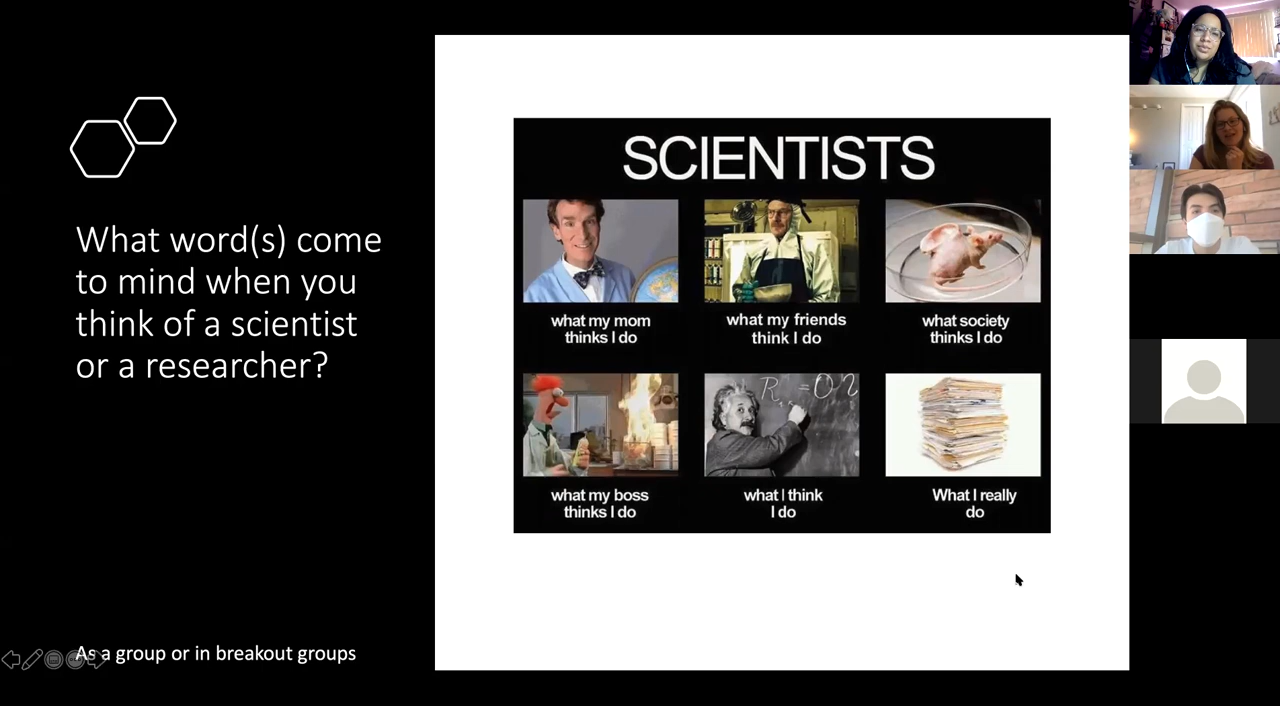 What word(s) come
to mind when you
think of a scientist
or a researcher?
As a group or in breakout groups
SCIENTISTS
what my mom
thinks I do
what my friends
think I do
what society
thinks I do
what my boss
thinks I do
what I think
I do
What I really
do